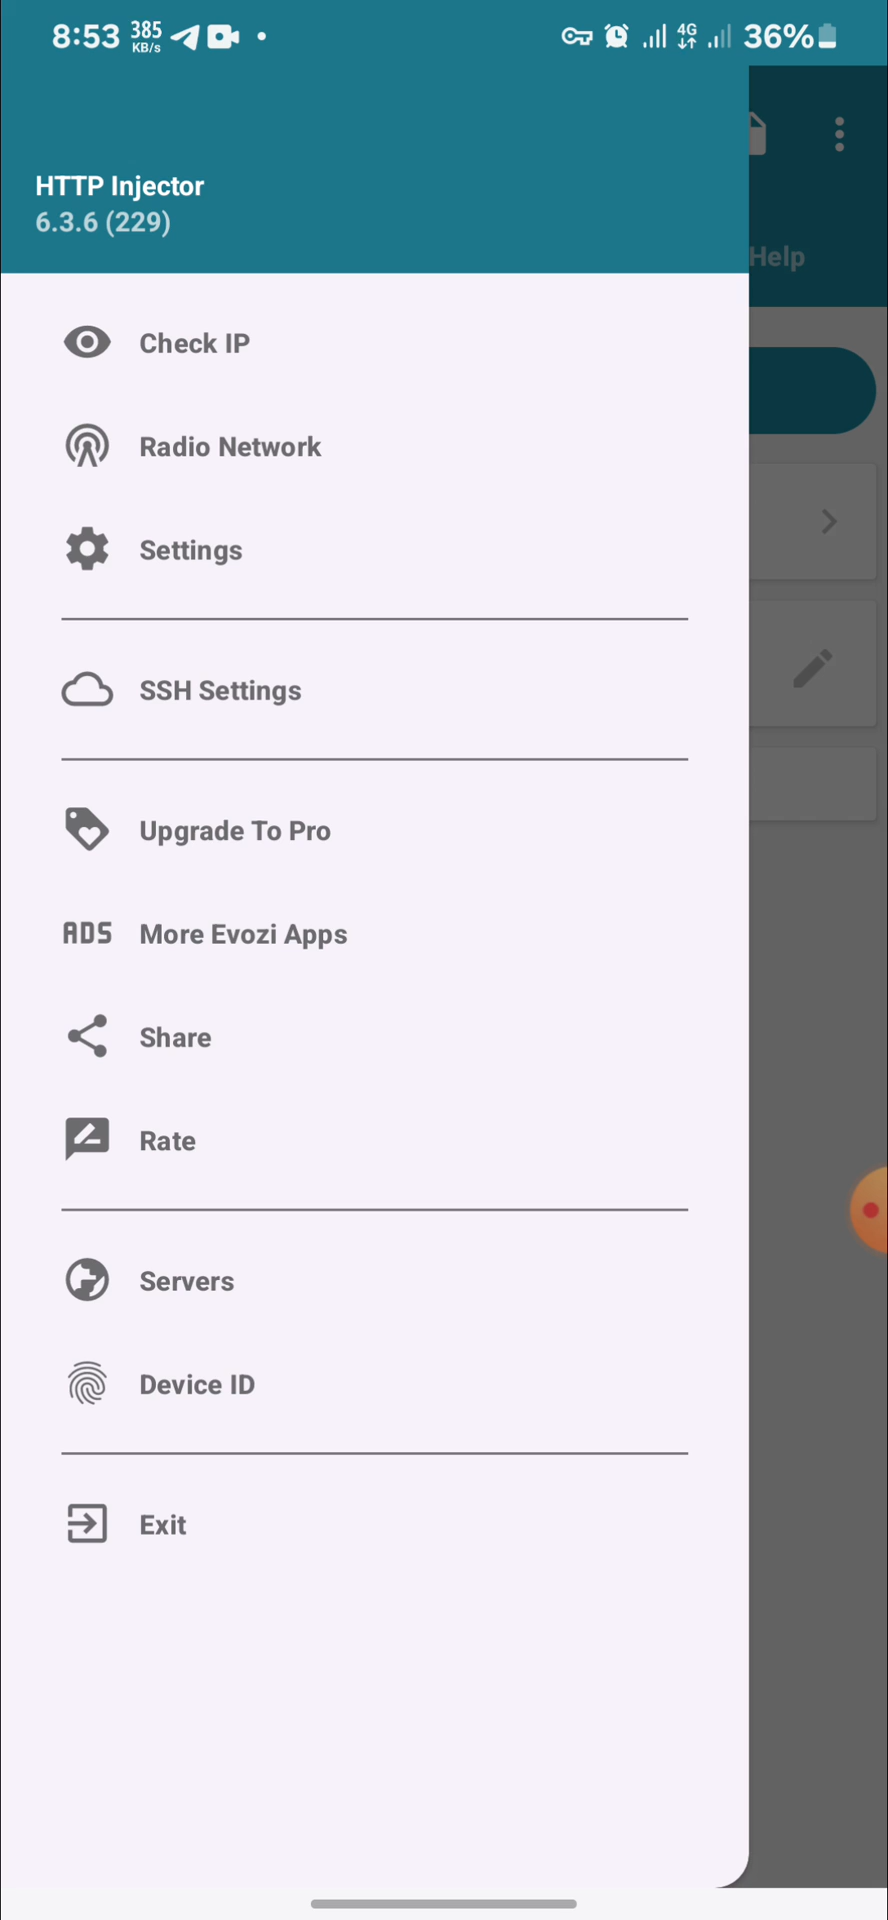 8:53 385 KB/s 4G 36%
HTTP Injector
6.3.6 (229)
Help
Check IP
Radio Network
Settings
SSH Settings
Upgrade To Pro
ADS More Evozi Apps
Share
Rate
Servers
Device ID
Exit